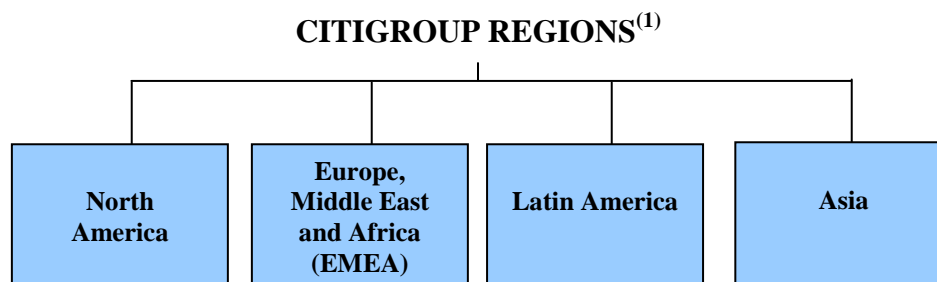 CITIGROUP REGIONS(1)
North
America
Europe,
Middle East
and Africa
(EMEA)
Latin America
Asia